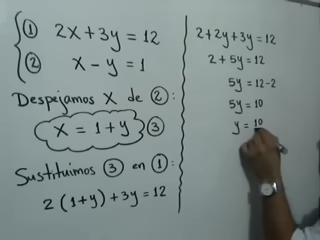 ① 2X + 3y = 12
② X - y = 1
Despejamos X de ②:
X = 1 + y ③
Sustituimos ③ en ①:
2 (1+y) + 3y = 12
2 + 2y + 3y = 12
2 + 5y = 12
5y = 12 - 2
5y = 10
y = 10